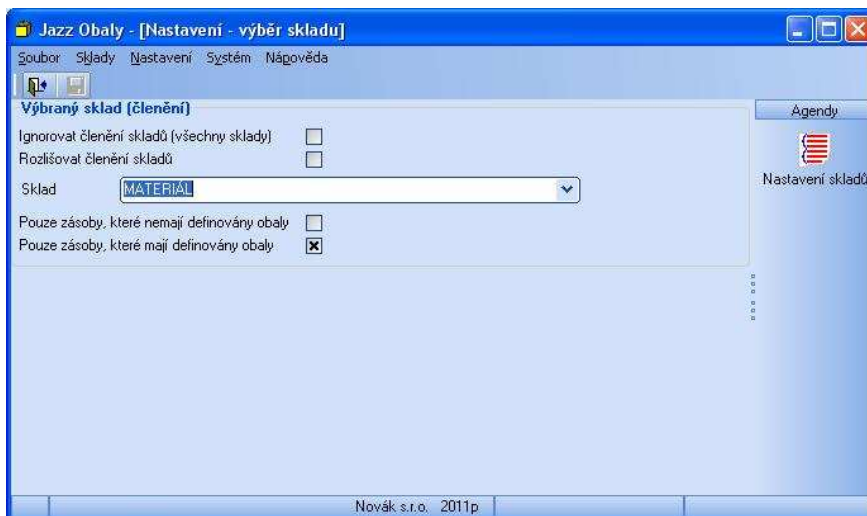 Jazz Obaly - [Nastavení - výběr skladu]
Soubor Sklady Nastavení Systém Nápověda
Výbraný sklad (členění)
Agendy
Ignorovat členění skladů (všechny sklady)
Rozlišovat členění skladů
Nastavení skladů
Sklad MATERIÁL
Pouze zásoby, které nemají definovány obaly
Pouze zásoby, které mají definovány obaly
Novák s.r.o. 2011p